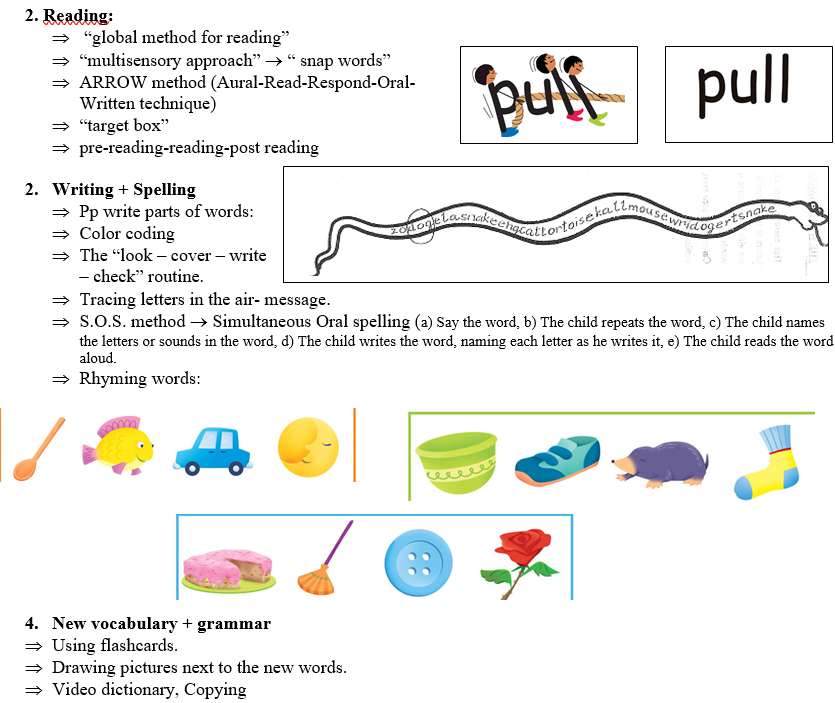 2. Reading:
⇒ “global method for reading”
⇒ “multisensory approach” → “ snap words”
⇒ ARROW method (Aural-Read-Respond-Oral-
Written technique)
⇒ “target box”
⇒ pre-reading-reading-post reading
pull
pull
2. Writing + Spelling
⇒ Pp write parts of words:
⇒ Color coding
⇒ The “look – cover – write
– check” routine.
zokdogletasnakeehgcattortoisekaltmousewridogertsnake
⇒ Tracing letters in the air- message.
⇒ S.O.S. method → Simultaneous Oral spelling (a) Say the word, b) The child repeats the word, c) The child names
the letters or sounds in the word, d) The child writes the word, naming each letter as he writes it, e) The child reads the word
aloud.
⇒ Rhyming words:
4. New vocabulary + grammar
⇒ Using flashcards.
⇒ Drawing pictures next to the new words.
⇒ Video dictionary, Copying